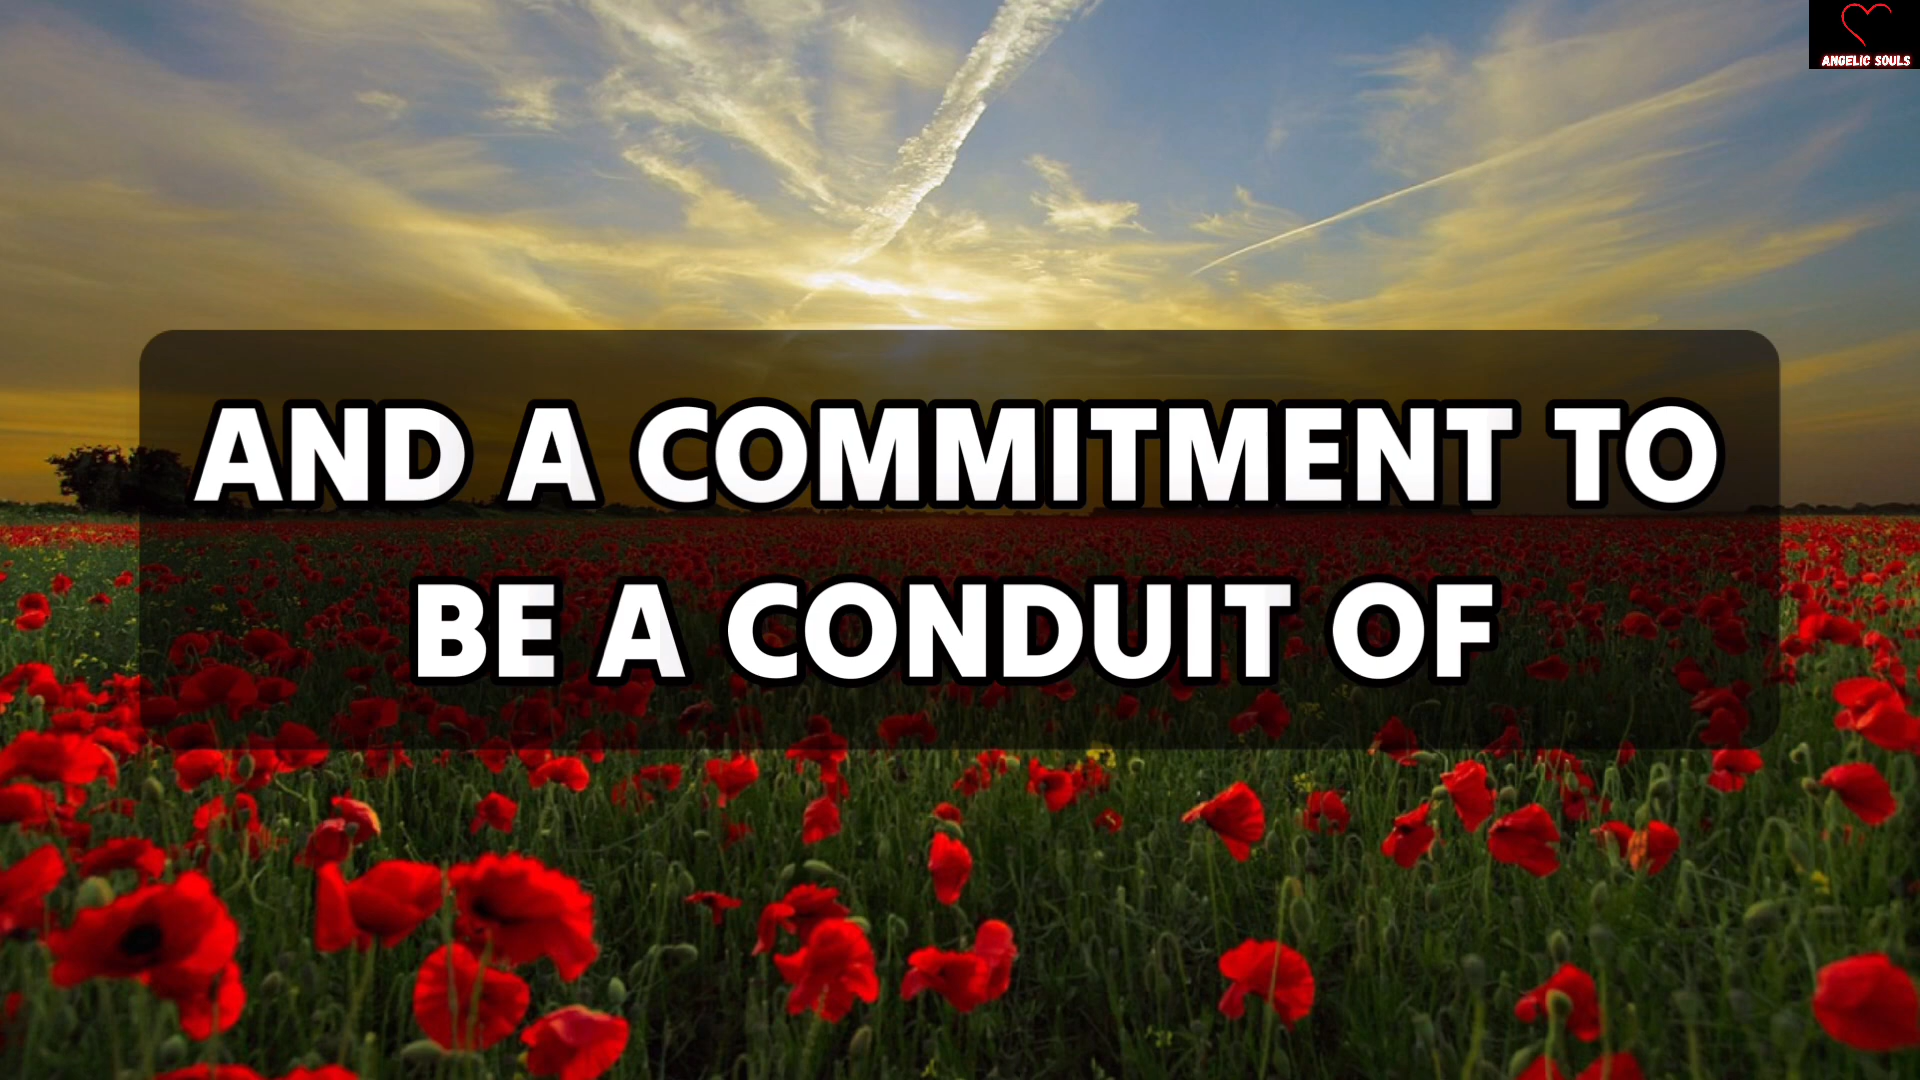 ANGELIC SOULS
AND A COMMITMENT TO
BE A CONDUIT OF